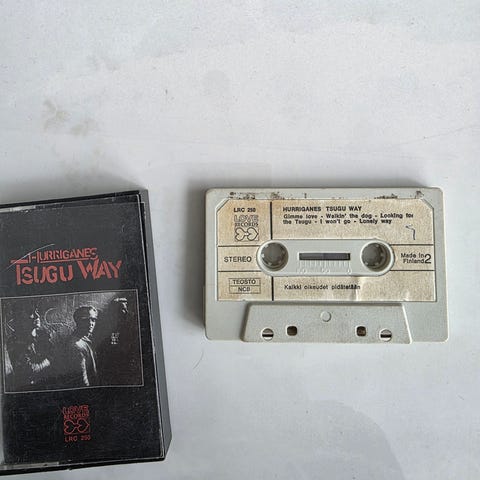 HURRIGANES
TSUGU WAY
LOVE
RECORDS
LRC 250
LRC 250
LOVE
RECORDS
STEREO
TEOSTO
NCB
HURRIGANES TSUGU WAY
Gimme love - Walkin' the dog - Looking for
the Tsugu - I won't go - Lonely way
Made in
Finland 2
Kaikki oikeudet pidätetään